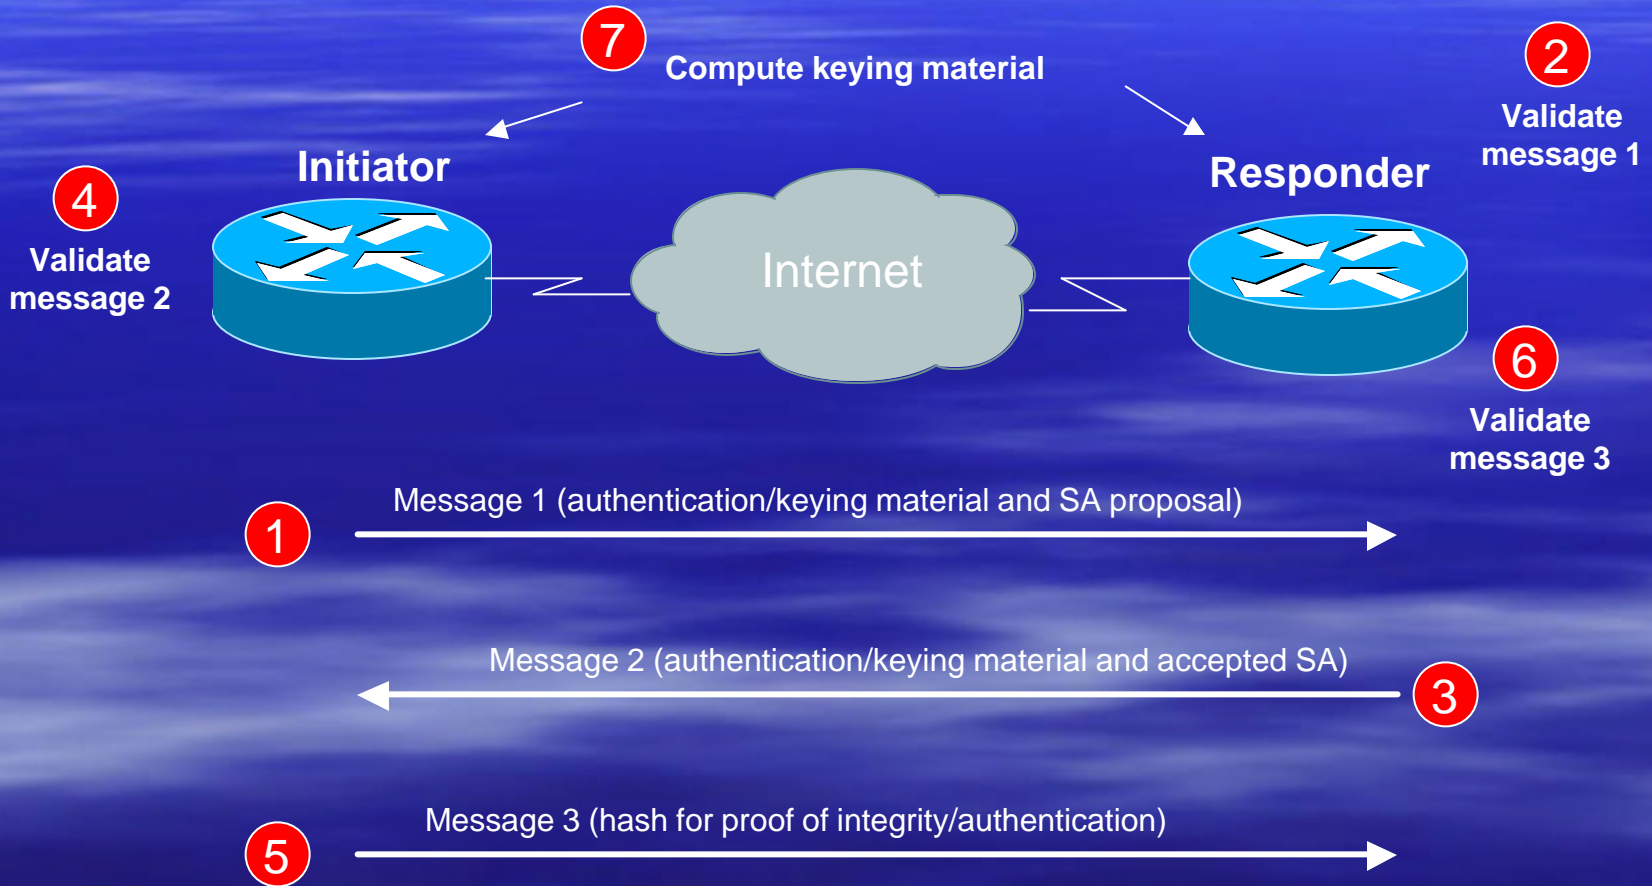 7
Compute keying material
2
Validate
message 1
Initiator
Responder
4
Validate
message 2
Internet
6
Validate
message 3
Message 1 (authentication/keying material and SA proposal)
1
Message 2 (authentication/keying material and accepted SA)
3
Message 3 (hash for proof of integrity/authentication)
5